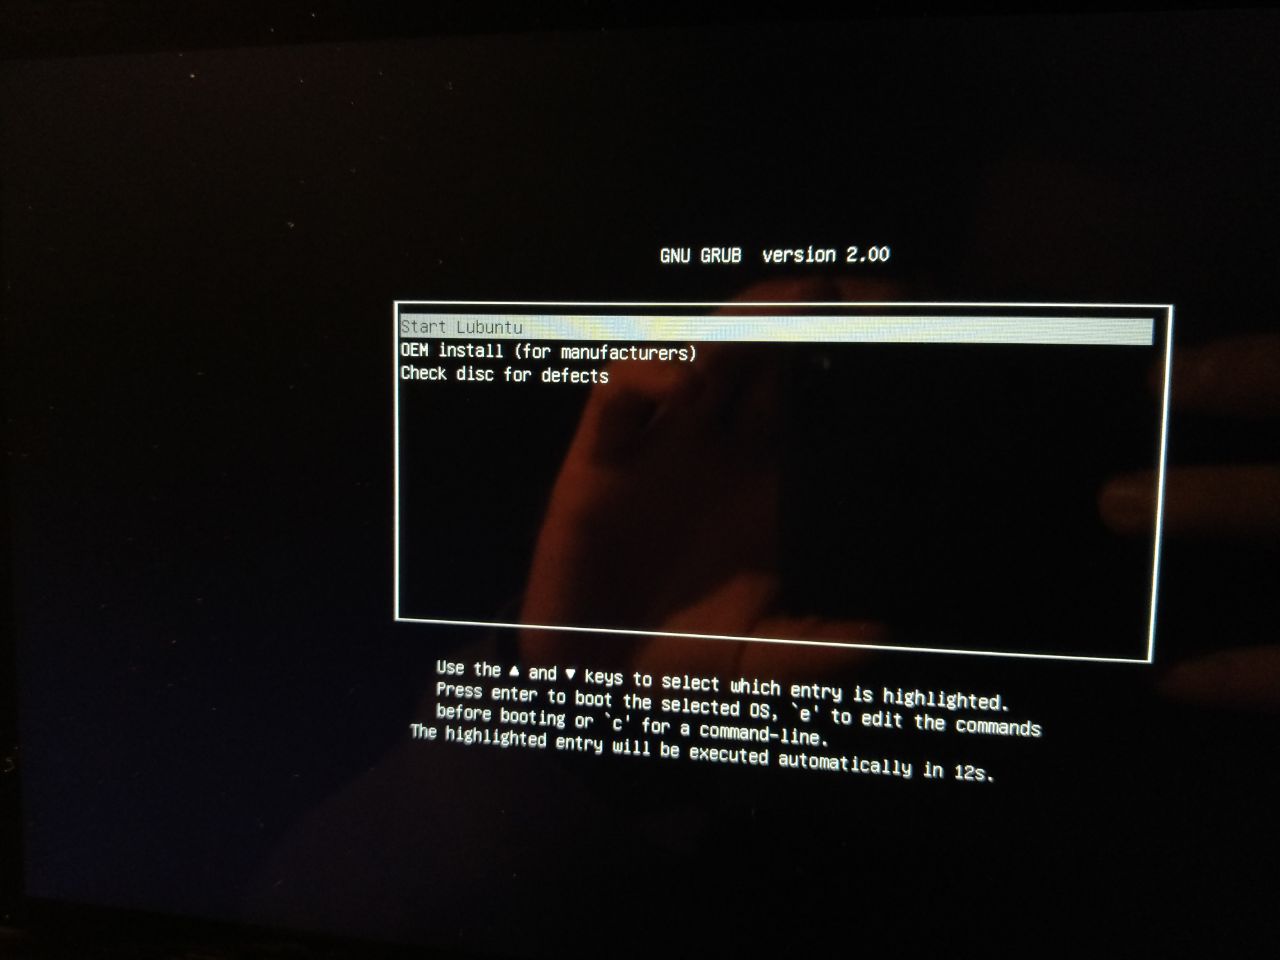 GNU GRUB  version 2.00
Start Lubuntu
OEM install (for manufacturers)
Check disc for defects
Use the ▲ and ▼ keys to select which entry is highlighted.
Press enter to boot the selected OS, `e' to edit the commands
before booting or `c' for a command-line.
The highlighted entry will be executed automatically in 12s.